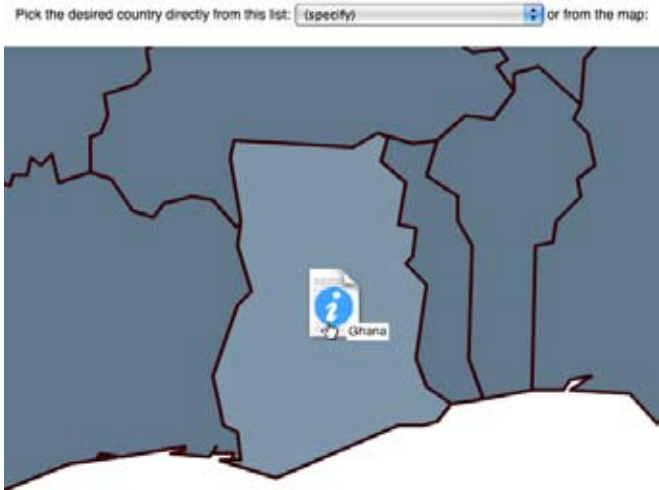 Pick the desired country directly from this list: (specify) or from the map:
i
Ghana